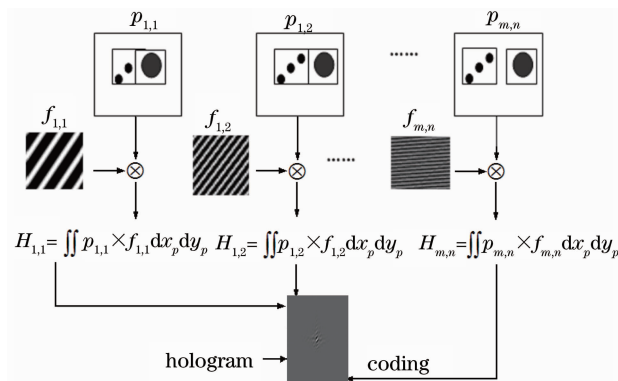 p₁,₁ p₁,₂ …… pₘ,ₙ
f₁,₁ f₁,₂ fₘ,ₙ
⊗ ⊗ …… ⊗
H₁,₁=∬p₁,₁×f₁,₁dxₚdyₚ H₁,₂=∬p₁,₂×f₁,₂dxₚdyₚ Hₘ,ₙ=∬pₘ,ₙ×fₘ,ₙdxₚdyₚ
hologram coding